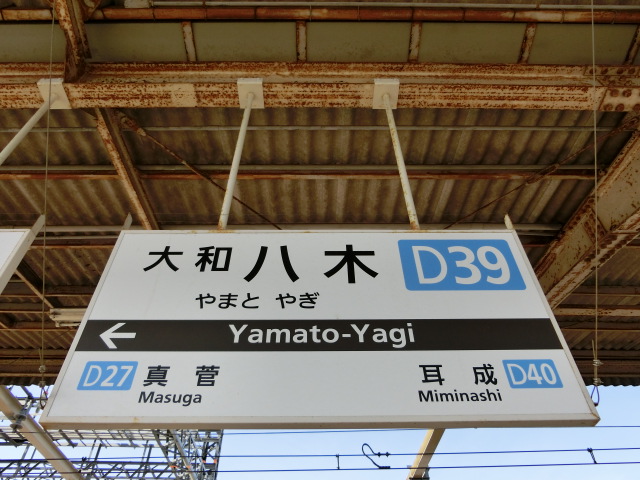 大和八木 D39
やまと やぎ
← Yamato-Yagi
D27 真菅 耳成 D40
Masuga Miminashi